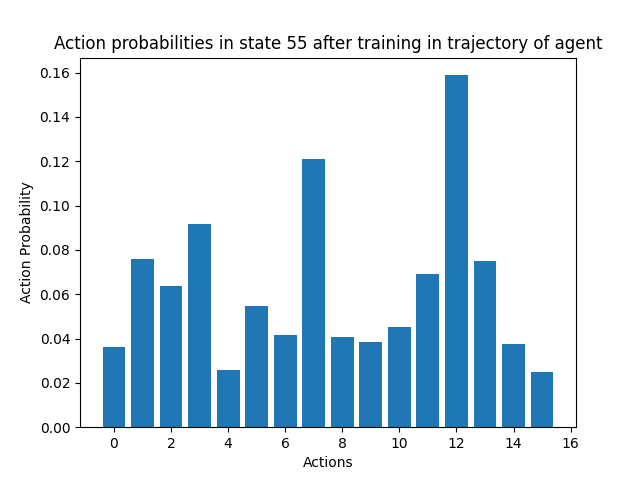 Action probabilities in state 55 after training in trajectory of agent
0.16
0.14
0.12
0.10
0.08
0.06
0.04
0.02
0.00
Action Probability
0 2 4 6 8 10 12 14 16
Actions